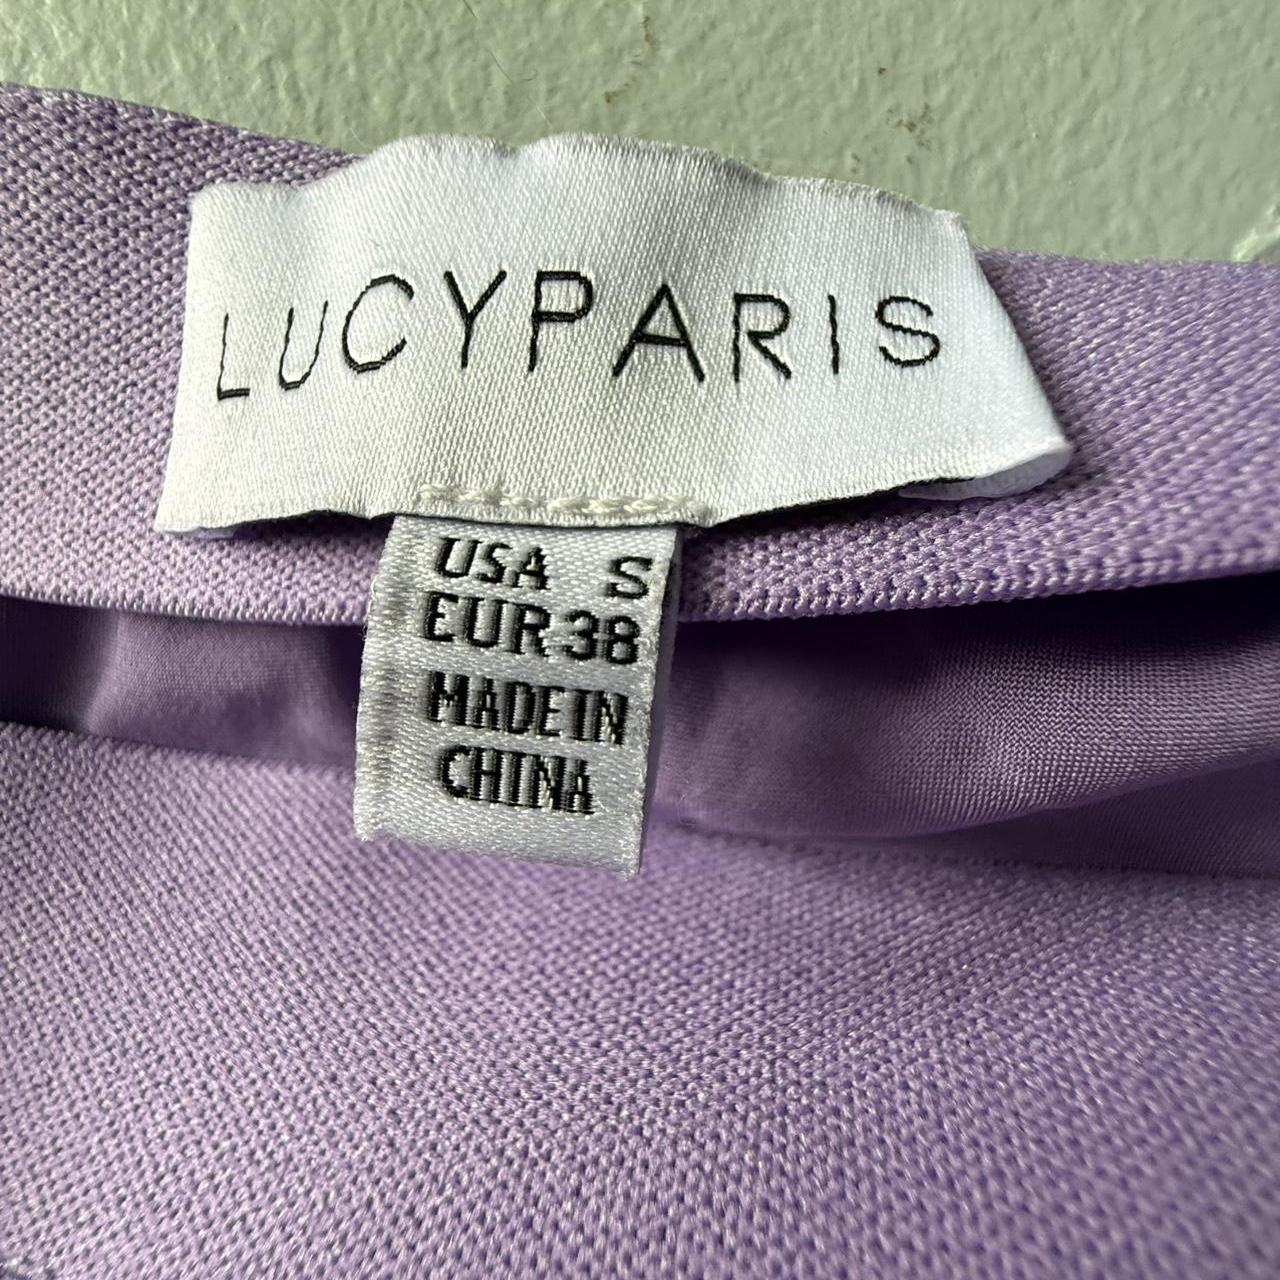 LUCYPARIS
USA S
EUR 38
MADE IN
CHINA